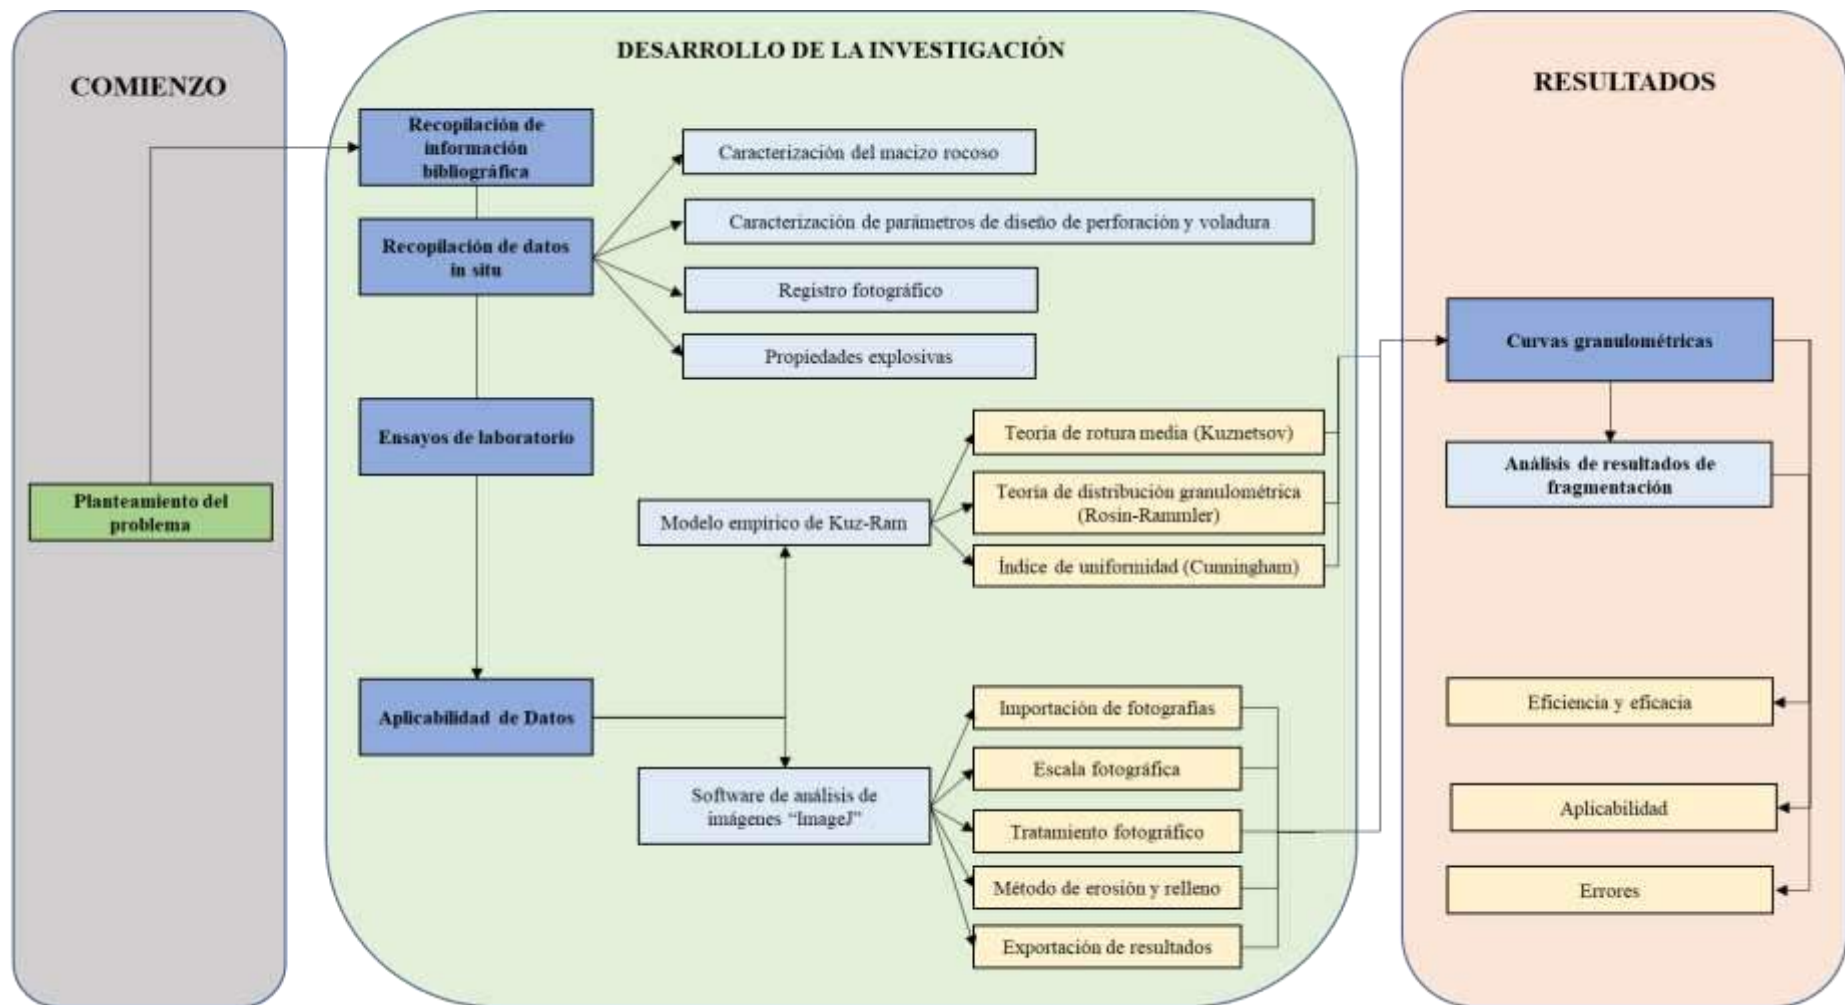 COMIENZO
Planteamiento del
problema
DESARROLLO DE LA INVESTIGACIÓN
Recopilación de
información
bibliográfica
Recopilación de datos
in situ
Caracterización del macizo rocoso
Caracterización de parámetros de diseño de perforación y voladura
Registro fotográfico
Propiedades explosivas
Ensayos de laboratorio
Aplicabilidad de Datos
Modelo empírico de Kuz-Ram
Teoría de rotura media (Kuznetsov)
Teoría de distribución granulométrica
(Rosin-Rammler)
Índice de uniformidad (Cunningham)
Software de análisis de
imágenes “ImageJ”
Importación de fotografías
Escala fotográfica
Tratamiento fotográfico
Método de erosión y relleno
Exportación de resultados
RESULTADOS
Curvas granulométricas
Análisis de resultados de
fragmentación
Eficiencia y eficacia
Aplicabilidad
Errores